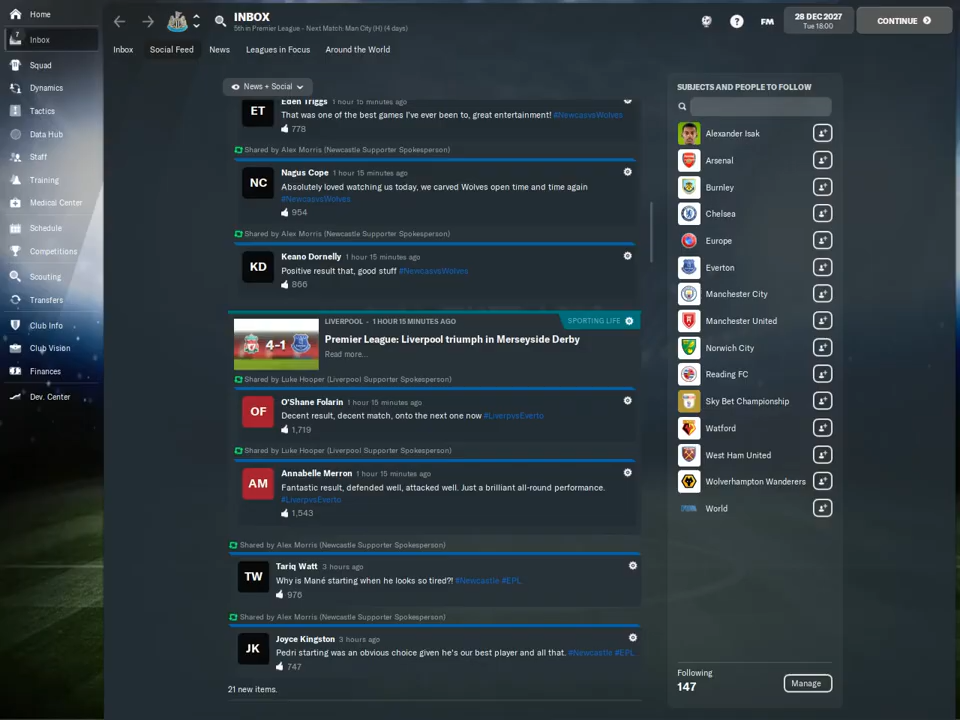 Home
INBOX
5th in Premier League - Next Match: Man City (H) (4 days)
?
FM
28 DEC 2027
Tue 18:00
CONTINUE
7
Inbox
Inbox
Social Feed
News
Leagues in Focus
Around the World
Squad
Dynamics
Tactics
Data Hub
Staff
Training
Medical Center
Schedule
Competitions
Scouting
Transfers
Club Info
Club Vision
Finances
Dev. Center
News + Social
ET
Eden Triggs 1 hour 15 minutes ago
That was one of the best games I've ever been to, great entertainment! #NewcasvsWolves
778
Shared by Alex Morris (Newcastle Supporter Spokesperson)
NC
Nagus Cope 1 hour 15 minutes ago
Absolutely loved watching us today, we carved Wolves open time and time again
#NewcasvsWolves
954
Shared by Alex Morris (Newcastle Supporter Spokesperson)
KD
Keano Dornelly 1 hour 15 minutes ago
Positive result that, good stuff #NewcasvsWolves
866
4-1
LIVERPOOL - 1 HOUR 15 MINUTES AGO
SPORTING LIFE
Premier League: Liverpool triumph in Merseyside Derby
Read more...
Shared by Luke Hooper (Liverpool Supporter Spokesperson)
OF
O'Shane Folarin 1 hour 15 minutes ago
Decent result, decent match, onto the next one now #LiverpvsEverto
1,719
Shared by Luke Hooper (Liverpool Supporter Spokesperson)
AM
Annabelle Merron 1 hour 15 minutes ago
Fantastic result, defended well, attacked well. Just a brilliant all-round performance.
#LiverpvsEverto
1,543
Shared by Alex Morris (Newcastle Supporter Spokesperson)
TW
Tariq Watt 3 hours ago
Why is Mané starting when he looks so tired?! #Newcastle #EPL
976
Shared by Alex Morris (Newcastle Supporter Spokesperson)
JK
Joyce Kingston 3 hours ago
Pedri starting was an obvious choice given he's our best player and all that. #Newcastle #EPL
747
21 new items.
SUBJECTS AND PEOPLE TO FOLLOW
Alexander Isak
Arsenal
Burnley
Chelsea
Europe
Everton
Manchester City
Manchester United
Norwich City
Reading FC
Sky Bet Championship
Watford
West Ham United
Wolverhampton Wanderers
FIFA
World
Following
147
Manage